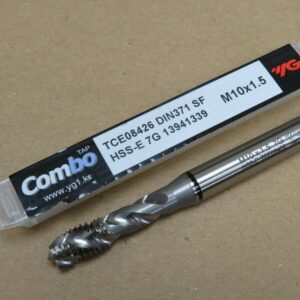 YG
TCE08426 DIN371 SF
M10x1.5
HSS-E 7G 13941339
TAP
Combo
www.yg1.kr